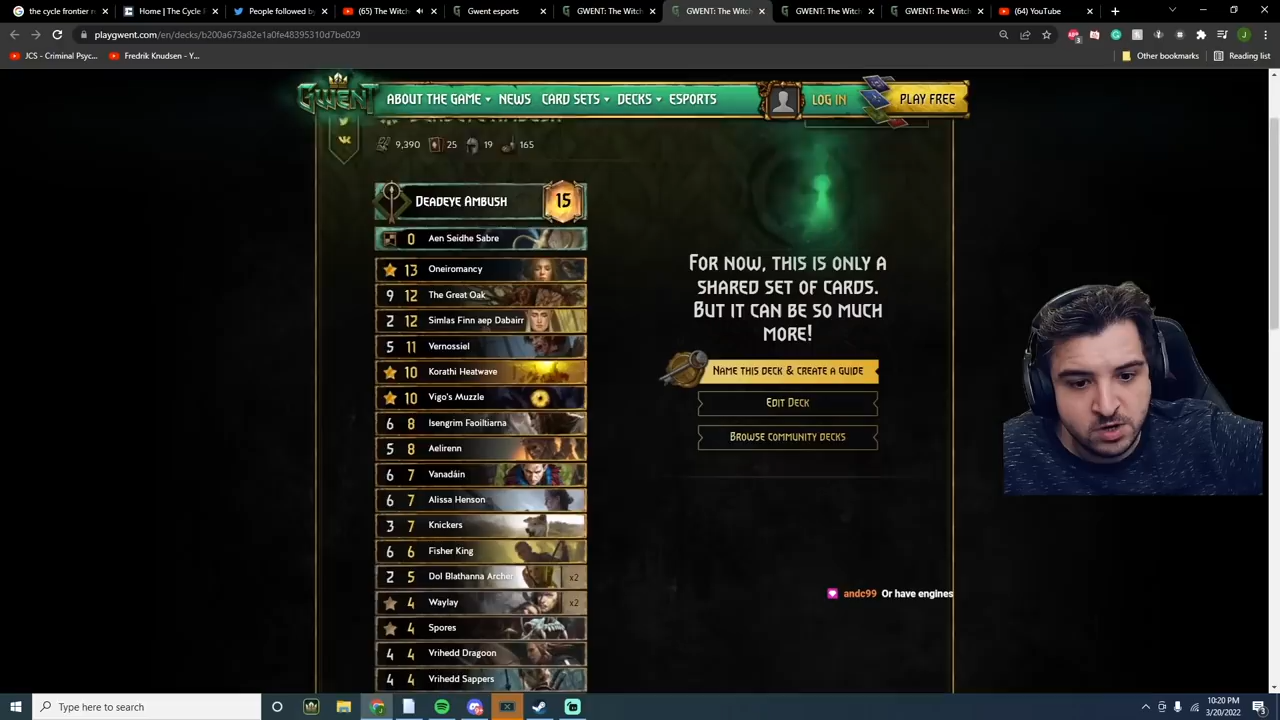 the cycle frontier re
Home | The Cycle: F
People followed by
(65) The Witch
Gwent esports
GWENT: The Witch
GWENT: The Witch
GWENT: The Witch
GWENT: The Witch
(64) YouTube
playgwent.com/en/decks/b200a673a82e1a0fe48395310d7be029
JCS - Criminal Psyc...
Fredrik Knudsen - Y...
Other bookmarks
Reading list
GWENT
ABOUT THE GAME
NEWS
CARD SETS
DECKS
ESPORTS
LOG IN
PLAY FREE
9,390 25 19 165
DEADEYE AMBUSH 15
0 Aen Seidhe Sabre
13 Oneiromancy
9 12 The Great Oak
2 12 Simlas Finn aep Dabairr
5 11 Vernossiel
10 Korathi Heatwave
10 Vigo's Muzzle
6 8 Isengrim Faoiltiarna
5 8 Aelirenn
6 7 Vanadáin
6 7 Alissa Henson
3 7 Knickers
6 6 Fisher King
2 5 Dol Blathanna Archer x2
4 Waylay x2
4 Spores
4 4 Vrihedd Dragoon
4 4 Vrihedd Sappers
FOR NOW, THIS IS ONLY A
SHARED SET OF CARDS.
BUT IT CAN BE SO MUCH
MORE!
NAME THIS DECK & CREATE A GUIDE
EDIT DECK
BROWSE COMMUNITY DECKS
andc99 Or have engines
Type here to search
10:20 PM
3/20/2022